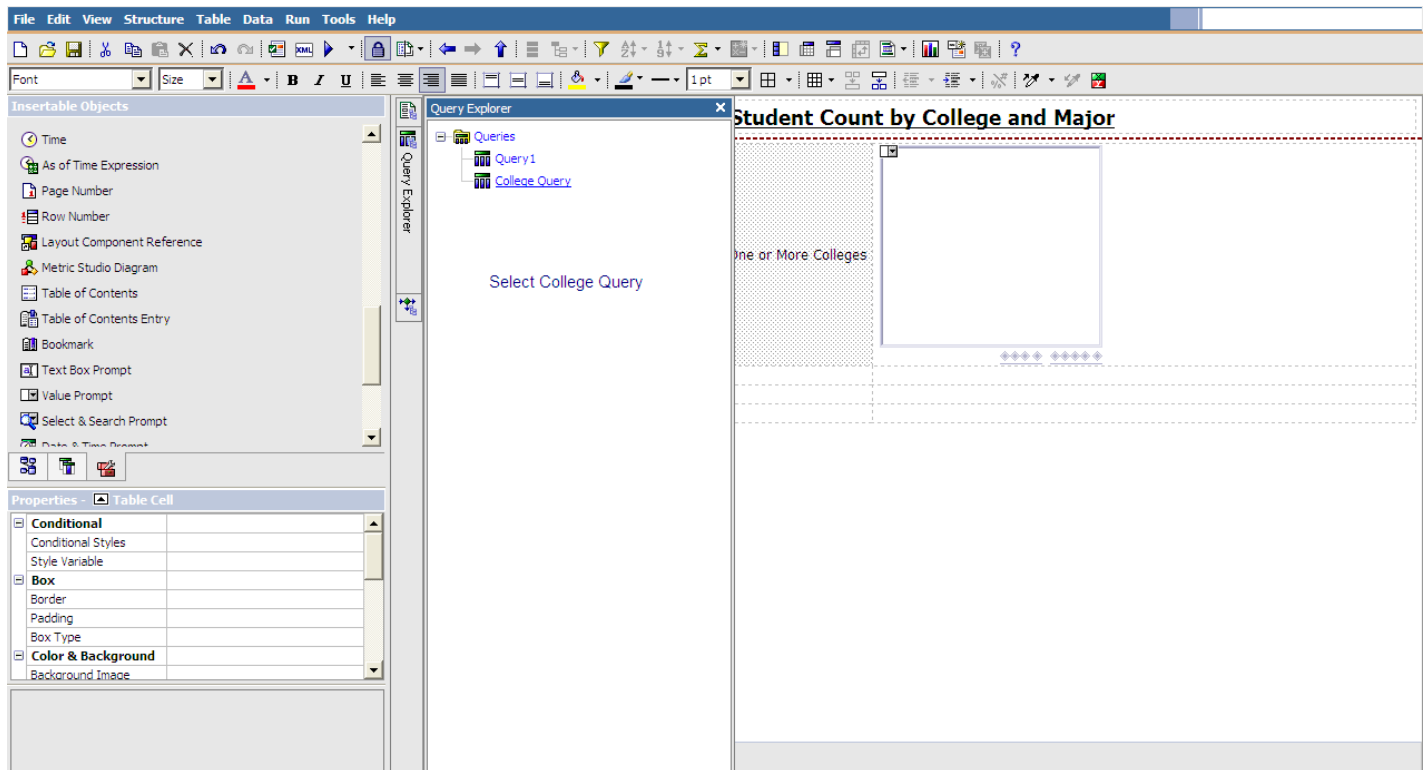 File Edit View Structure Table Data Run Tools Help
XML
Font Size A B I U 1 pt
Insertable Objects
Time
As of Time Expression
Page Number
Row Number
Layout Component Reference
Metric Studio Diagram
Table of Contents
Table of Contents Entry
Bookmark
Text Box Prompt
Value Prompt
Select & Search Prompt
Date & Time Prompt
Properties - Table Cell
Conditional
Conditional Styles
Style Variable
Box
Border
Padding
Box Type
Color & Background
Background Image
Query Explorer
Query Explorer
Queries
Query1
College Query
Select College Query
Student Count by College and Major
One or More Colleges